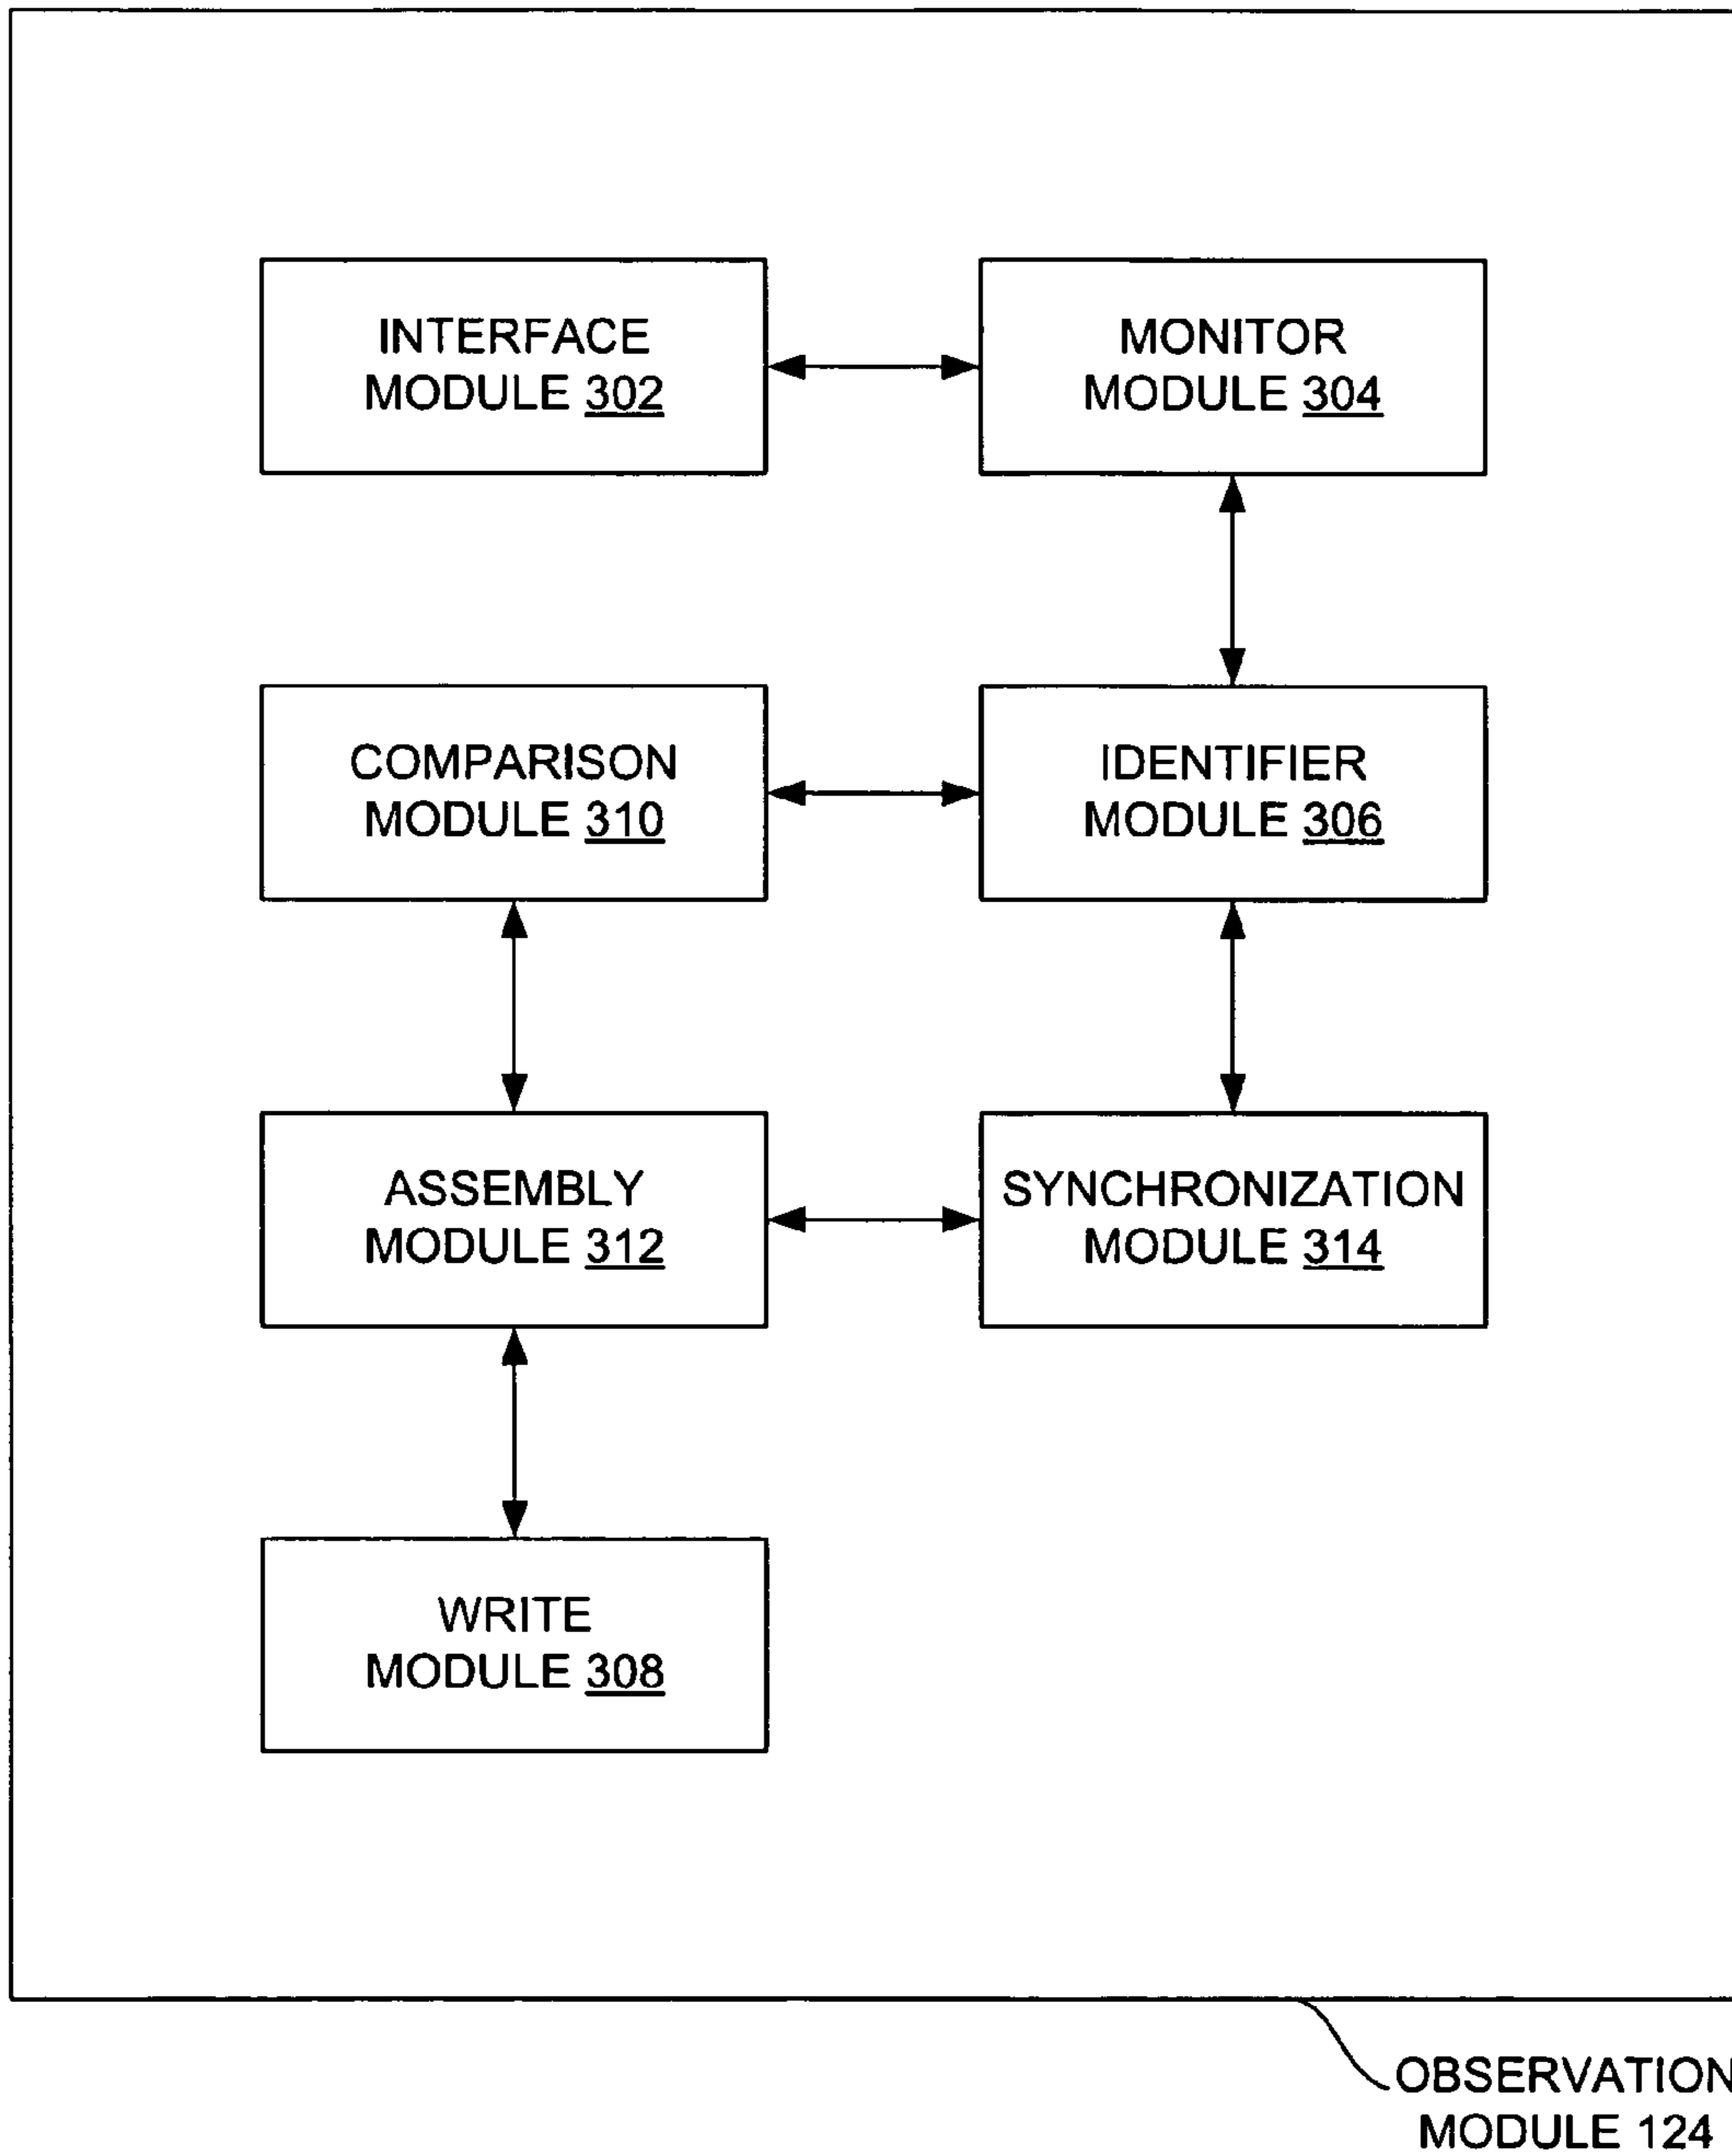 INTERFACE
MODULE 302
MONITOR
MODULE 304
COMPARISON
MODULE 310
IDENTIFIER
MODULE 306
ASSEMBLY
MODULE 312
SYNCHRONIZATION
MODULE 314
WRITE
MODULE 308
OBSERVATION
MODULE 124